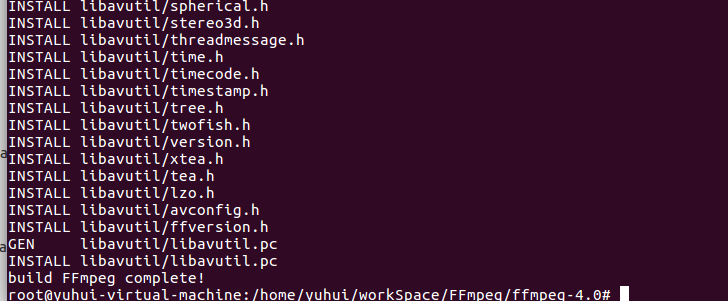 INSTALL libavutil/spherical.h
INSTALL libavutil/stereo3d.h
INSTALL libavutil/threadmessage.h
INSTALL libavutil/time.h
INSTALL libavutil/timecode.h
INSTALL libavutil/timestamp.h
INSTALL libavutil/tree.h
INSTALL libavutil/twofish.h
INSTALL libavutil/version.h
INSTALL libavutil/xtea.h
INSTALL libavutil/tea.h
INSTALL libavutil/lzo.h
INSTALL libavutil/avconfig.h
INSTALL libavutil/ffversion.h
GEN     libavutil/libavutil.pc
INSTALL libavutil/libavutil.pc
build FFmpeg complete!
root@yuhui-virtual-machine:/home/yuhui/workSpace/FFmpeg/ffmpeg-4.0#